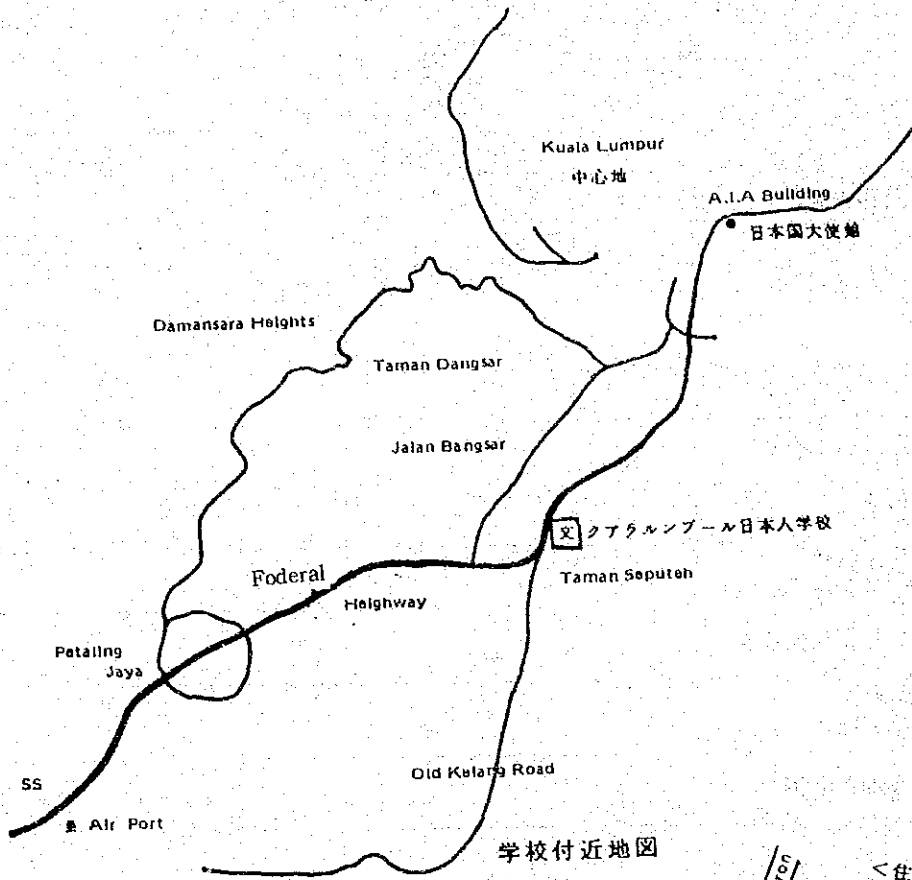 Kuala Lumpur
中心地
A.I.A Building
日本国大使館
Damansara Heights
Taman Dangsar
Jalan Bangsar
文 クアラルンプール日本人学校
Taman Seputeh
Foderal
Heighway
Petaling
Jaya
Old Kelang Road
SS
Air Port
学校付近地図
<住